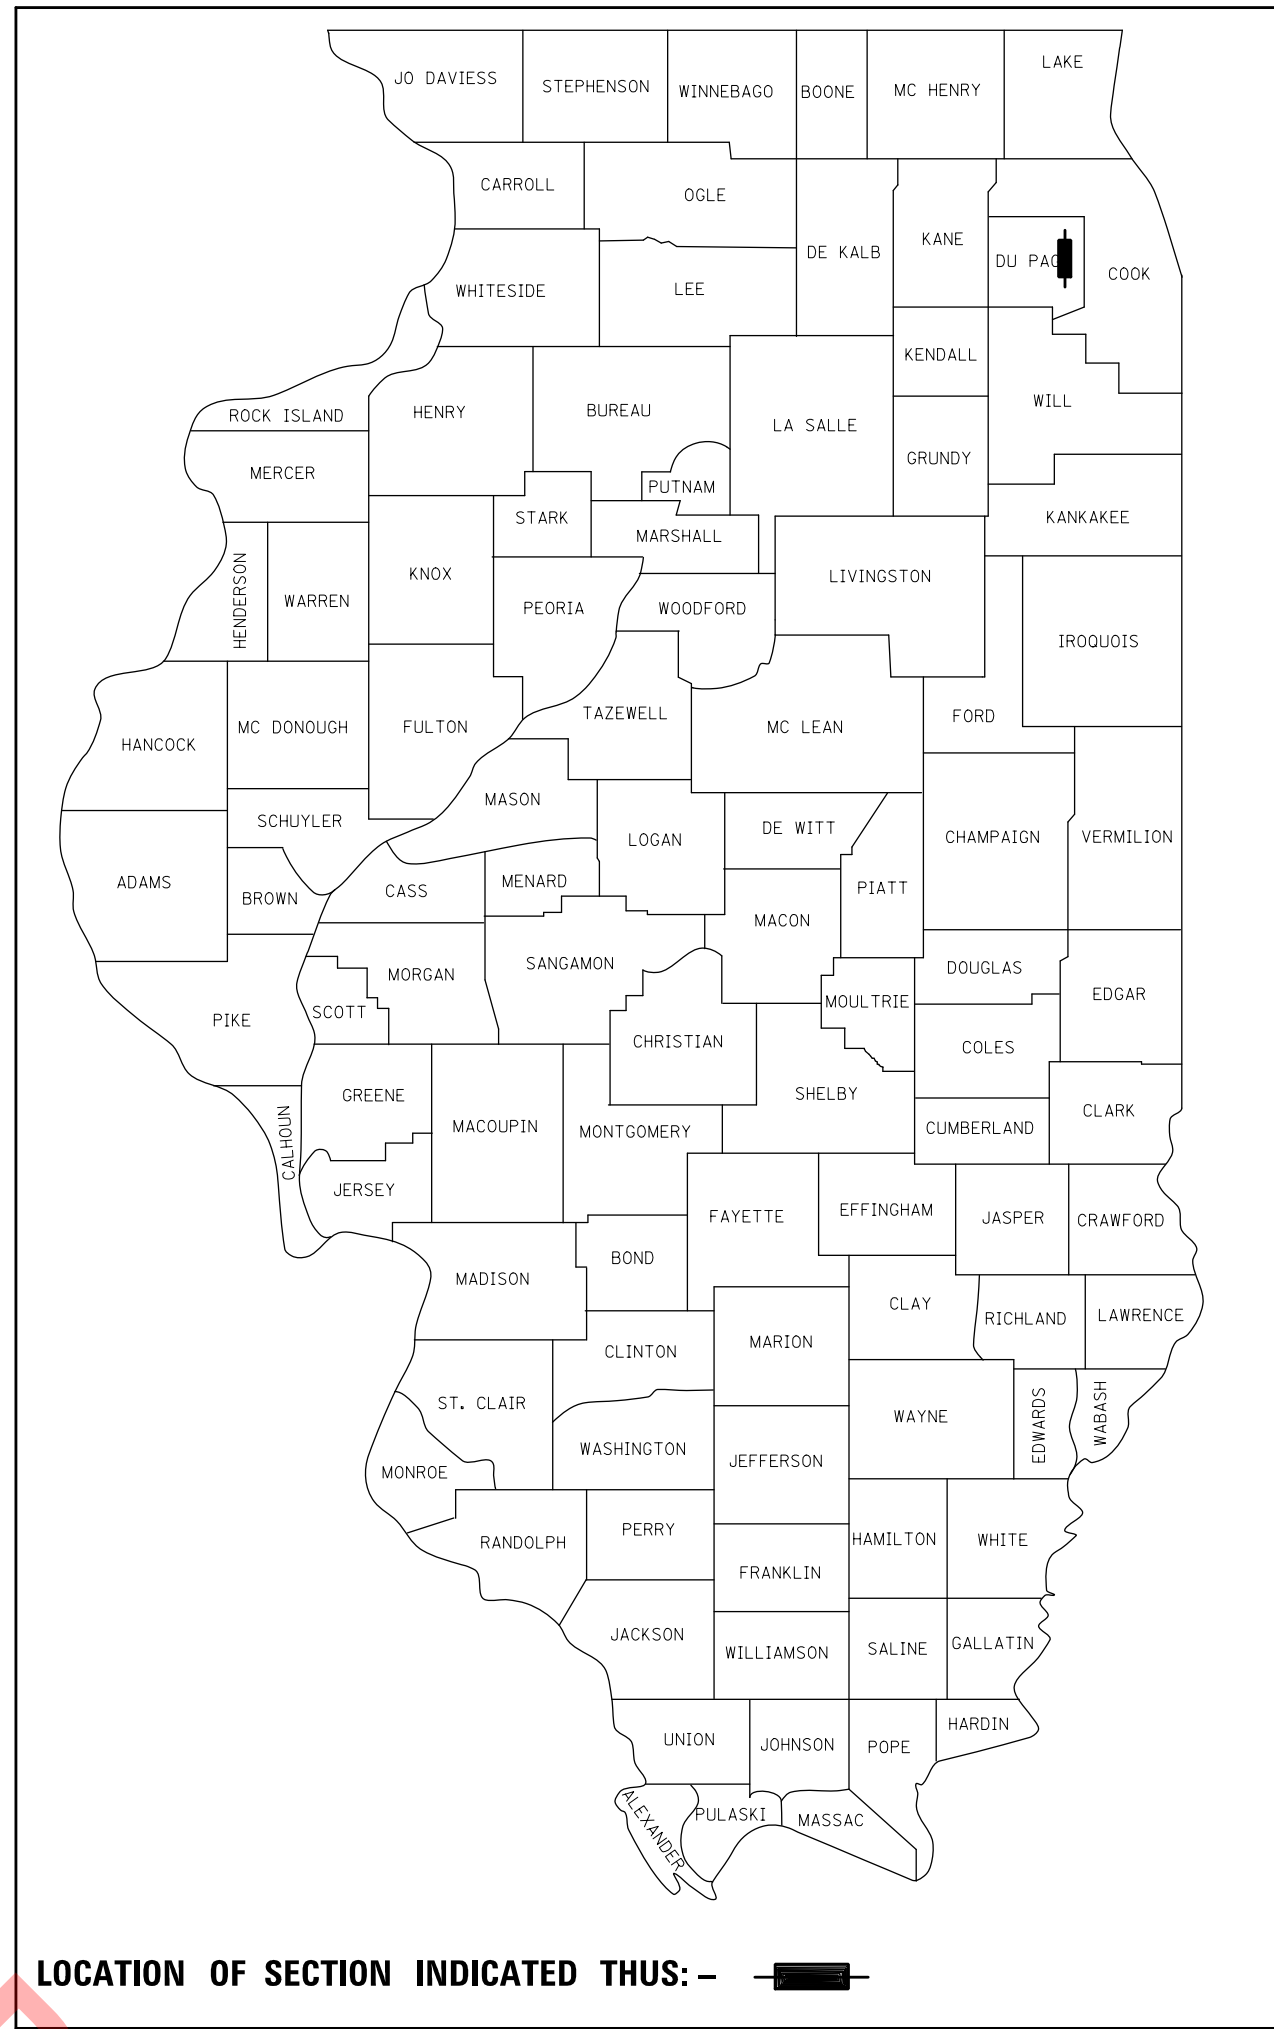 LAKE
JO DAVIESS
STEPHENSON
WINNEBAGO
BOONE
MC HENRY
CARROLL
OGLE
DE KALB
KANE
DU PAG
COOK
WHITESIDE
LEE
KENDALL
ROCK ISLAND
HENRY
BUREAU
LA SALLE
WILL
MERCER
PUTNAM
GRUNDY
STARK
MARSHALL
KANKAKEE
HENDERSON
WARREN
KNOX
PEORIA
WOODFORD
LIVINGSTON
IROQUOIS
HANCOCK
MC DONOUGH
FULTON
TAZEWELL
MC LEAN
FORD
SCHUYLER
MASON
LOGAN
DE WITT
CHAMPAIGN
VERMILION
ADAMS
BROWN
CASS
MENARD
PIATT
MACON
PIKE
SCOTT
MORGAN
SANGAMON
CHRISTIAN
MOULTRIE
DOUGLAS
EDGAR
COLES
CALHOUN
GREENE
MACOUPIN
MONTGOMERY
SHELBY
CUMBERLAND
CLARK
JERSEY
FAYETTE
EFFINGHAM
JASPER
CRAWFORD
MADISON
BOND
CLAY
RICHLAND
LAWRENCE
CLINTON
MARION
ST. CLAIR
WAYNE
EDWARDS
WABASH
MONROE
WASHINGTON
JEFFERSON
RANDOLPH
PERRY
HAMILTON
WHITE
FRANKLIN
JACKSON
WILLIAMSON
SALINE
GALLATIN
UNION
JOHNSON
POPE
HARDIN
ALEXANDER
PULASKI
MASSAC
LOCATION OF SECTION INDICATED THUS: –